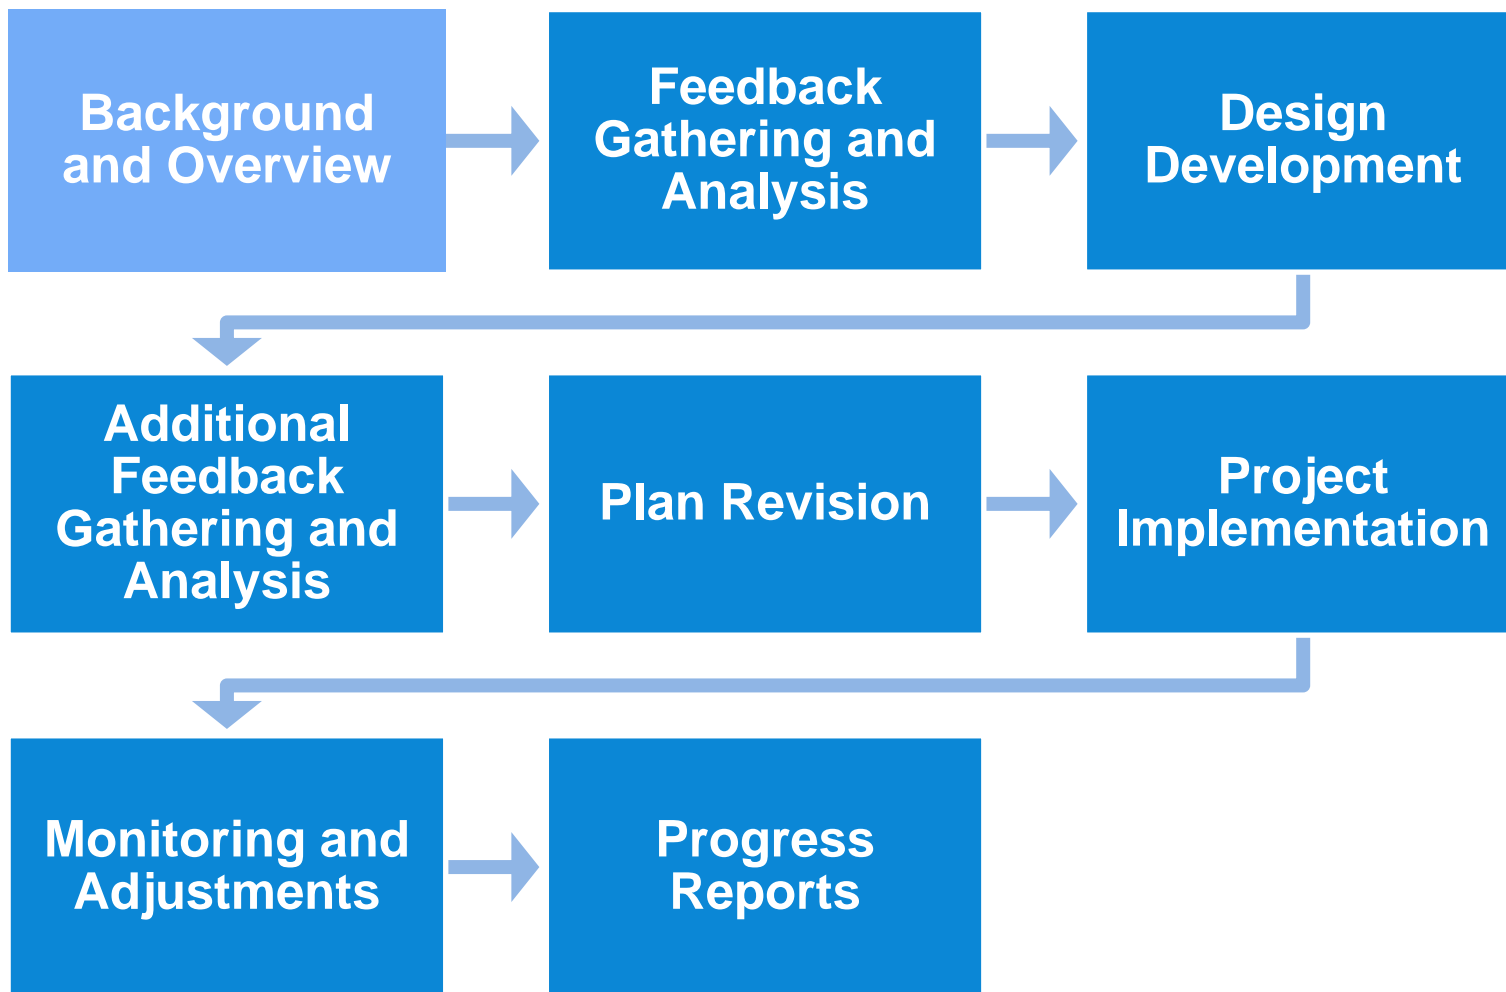 Background
and Overview
Feedback
Gathering and
Analysis
Design
Development
Additional
Feedback
Gathering and
Analysis
Plan Revision
Project
Implementation
Monitoring and
Adjustments
Progress
Reports